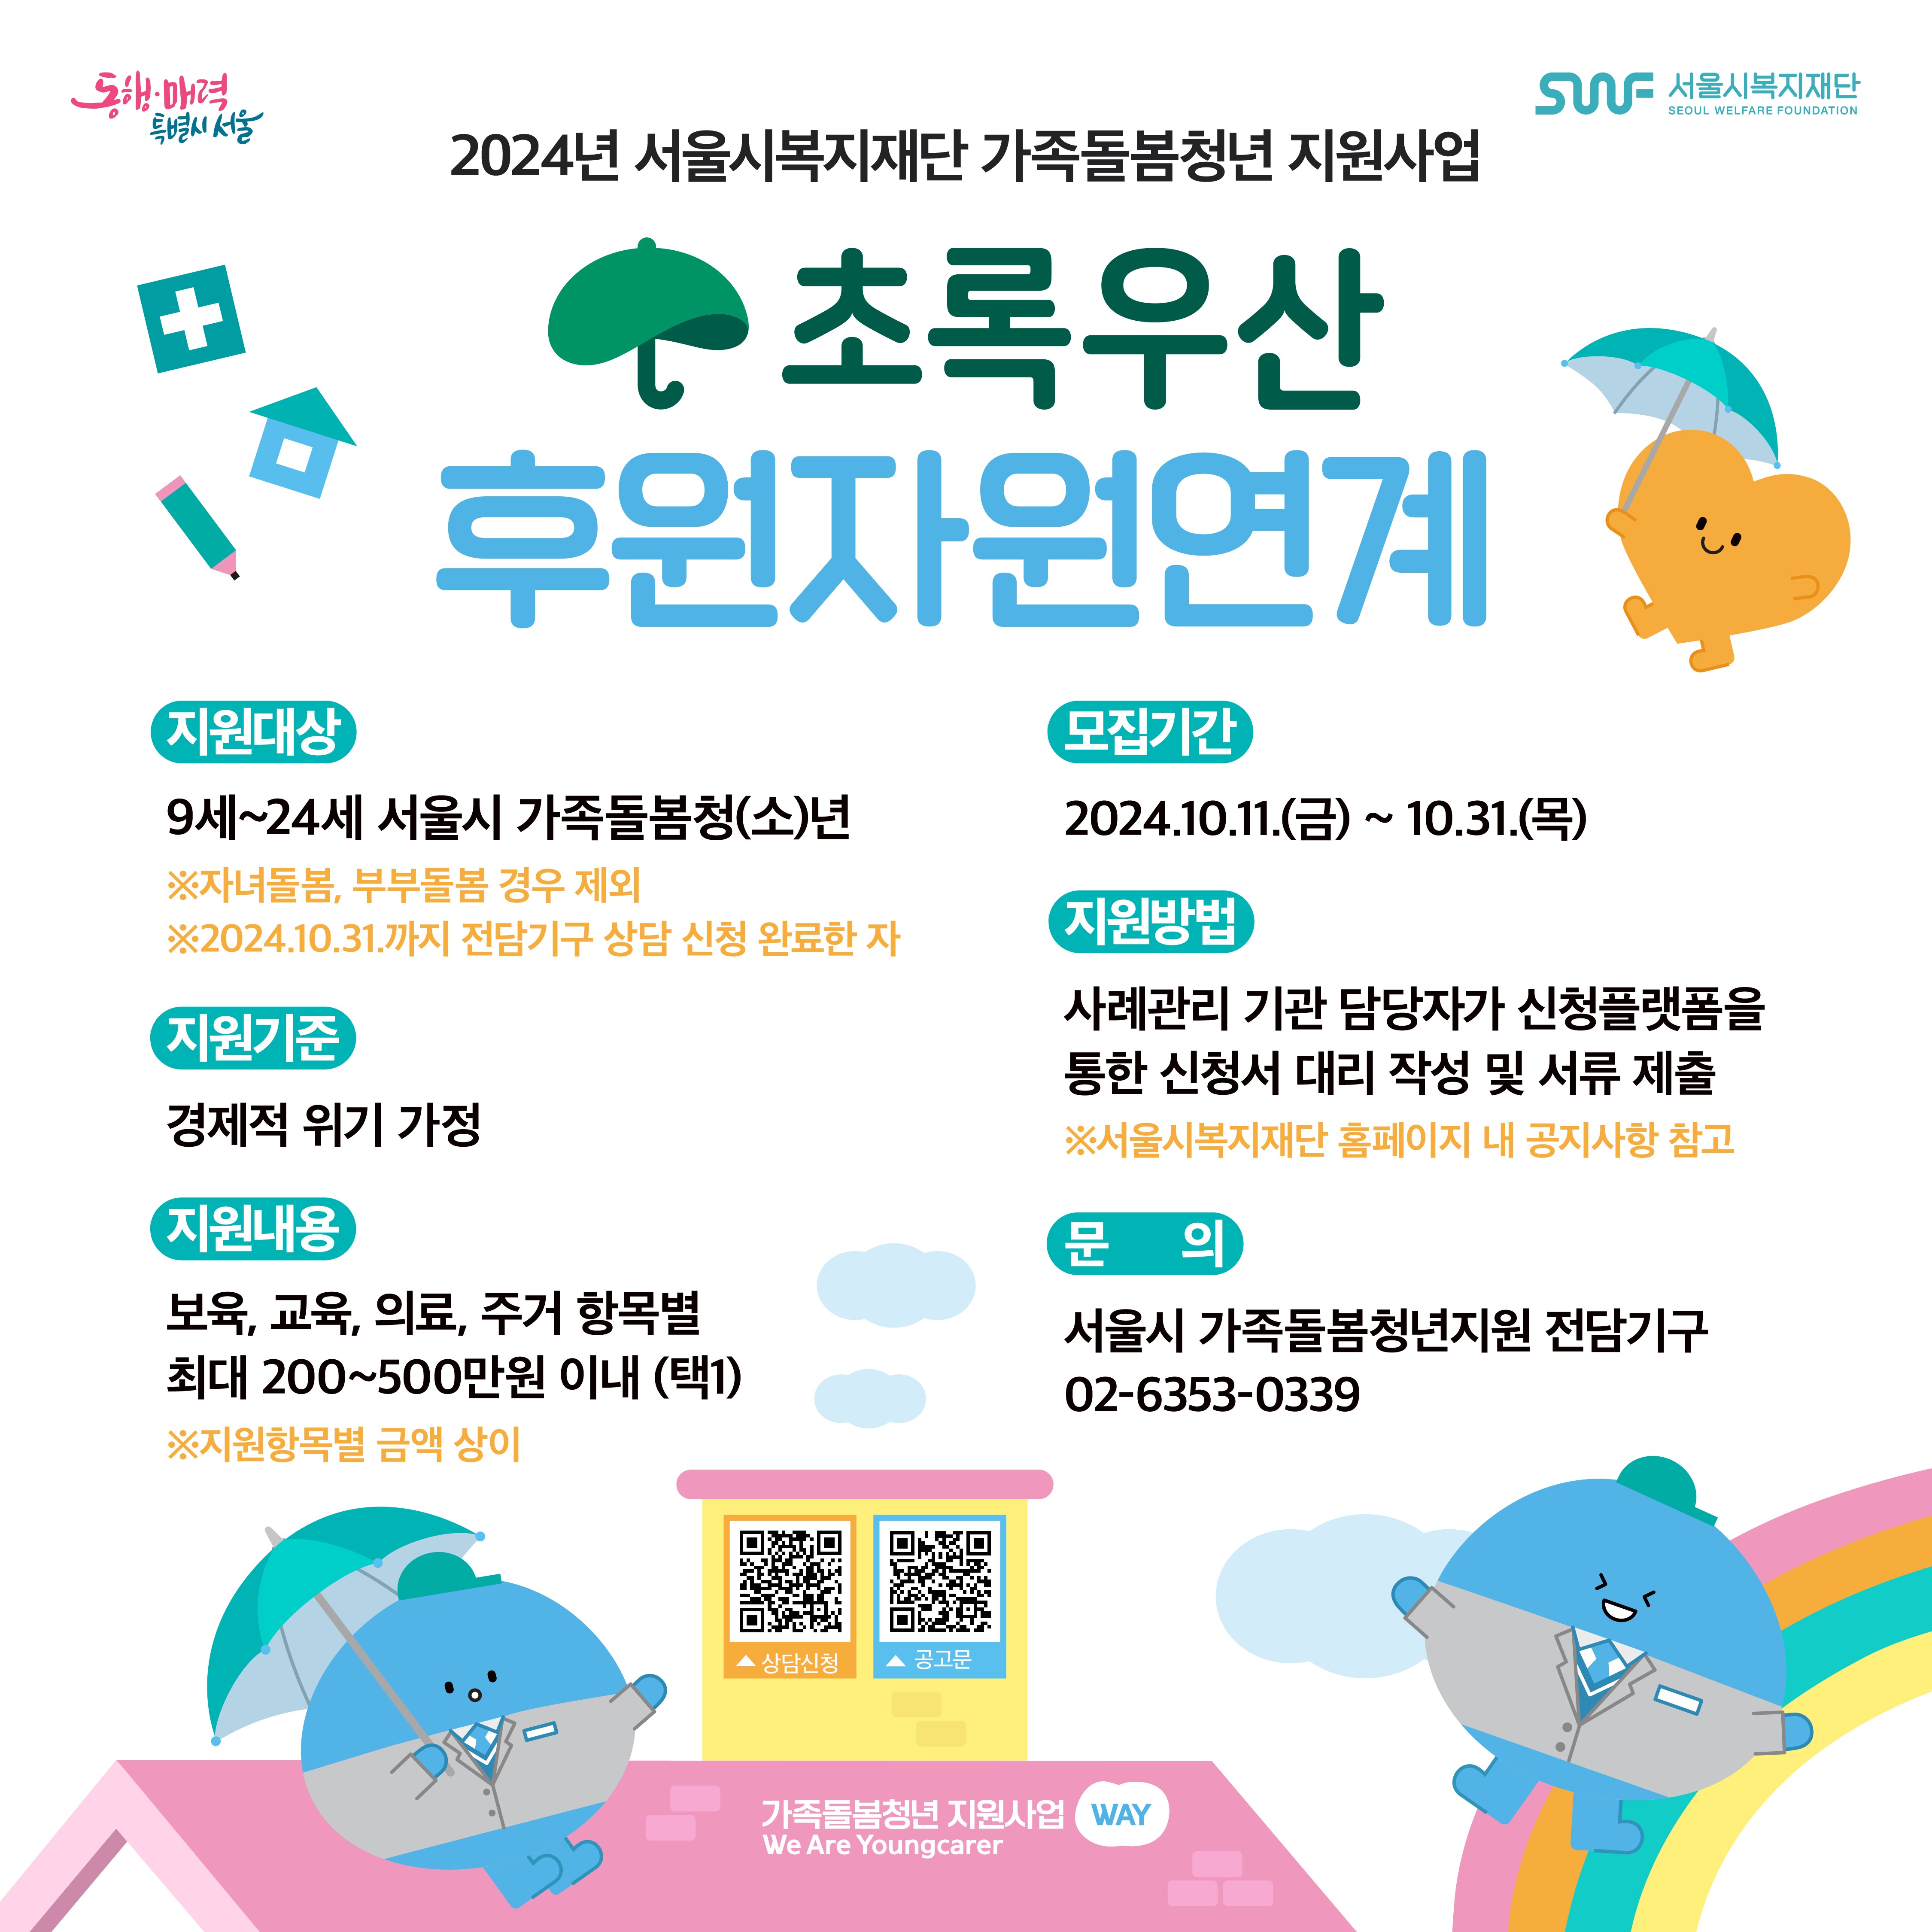 동행·매력
특별시 서울
SWF 서울시복지재단
SEOUL WELFARE FOUNDATION
2024년 서울시복지재단 가족돌봄청년 지원사업
초록우산
후원자원연계
지원대상
9세~24세 서울시 가족돌봄청(소)년
※자녀돌봄, 부부돌봄 경우 제외
※2024.10.31.까지 전담기구 상담 신청 완료한 자
지원기준
경제적 위기 가정
지원내용
보육, 교육, 의료, 주거 항목별
최대 200~500만원 이내 (택1)
※지원항목별 금액 상이
모집기간
2024.10.11.(금) ~ 10.31.(목)
지원방법
사례관리 기관 담당자가 신청플랫폼을
통한 신청서 대리 작성 및 서류 제출
※서울시복지재단 홈페이지 내 공지사항 참고
문 의
서울시 가족돌봄청년지원 전담기구
02-6353-0339
▲ 상담신청
▲ 공고문
가족돌봄청년 지원사업 WAY
We Are Youngcarer